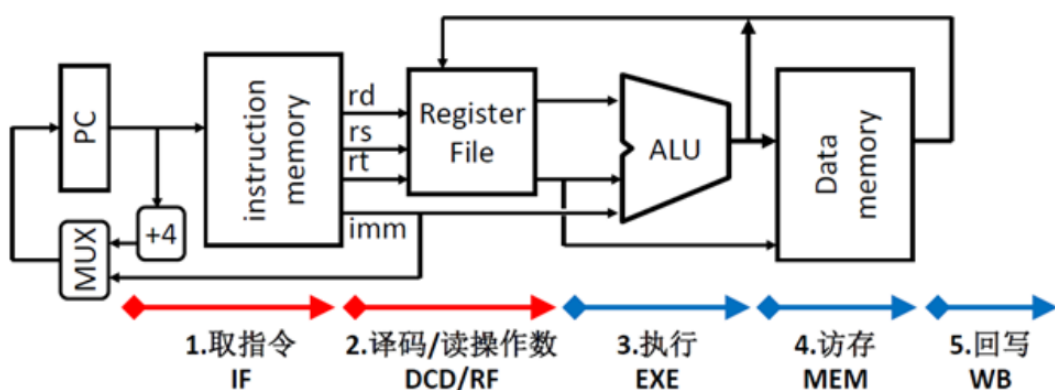 PC
MUX
+4
instruction
memory
rd
rs
rt
imm
Register
File
ALU
Data
memory
1.取指令
IF
2.译码/读操作数
DCD/RF
3.执行
EXE
4.访存
MEM
5.回写
WB